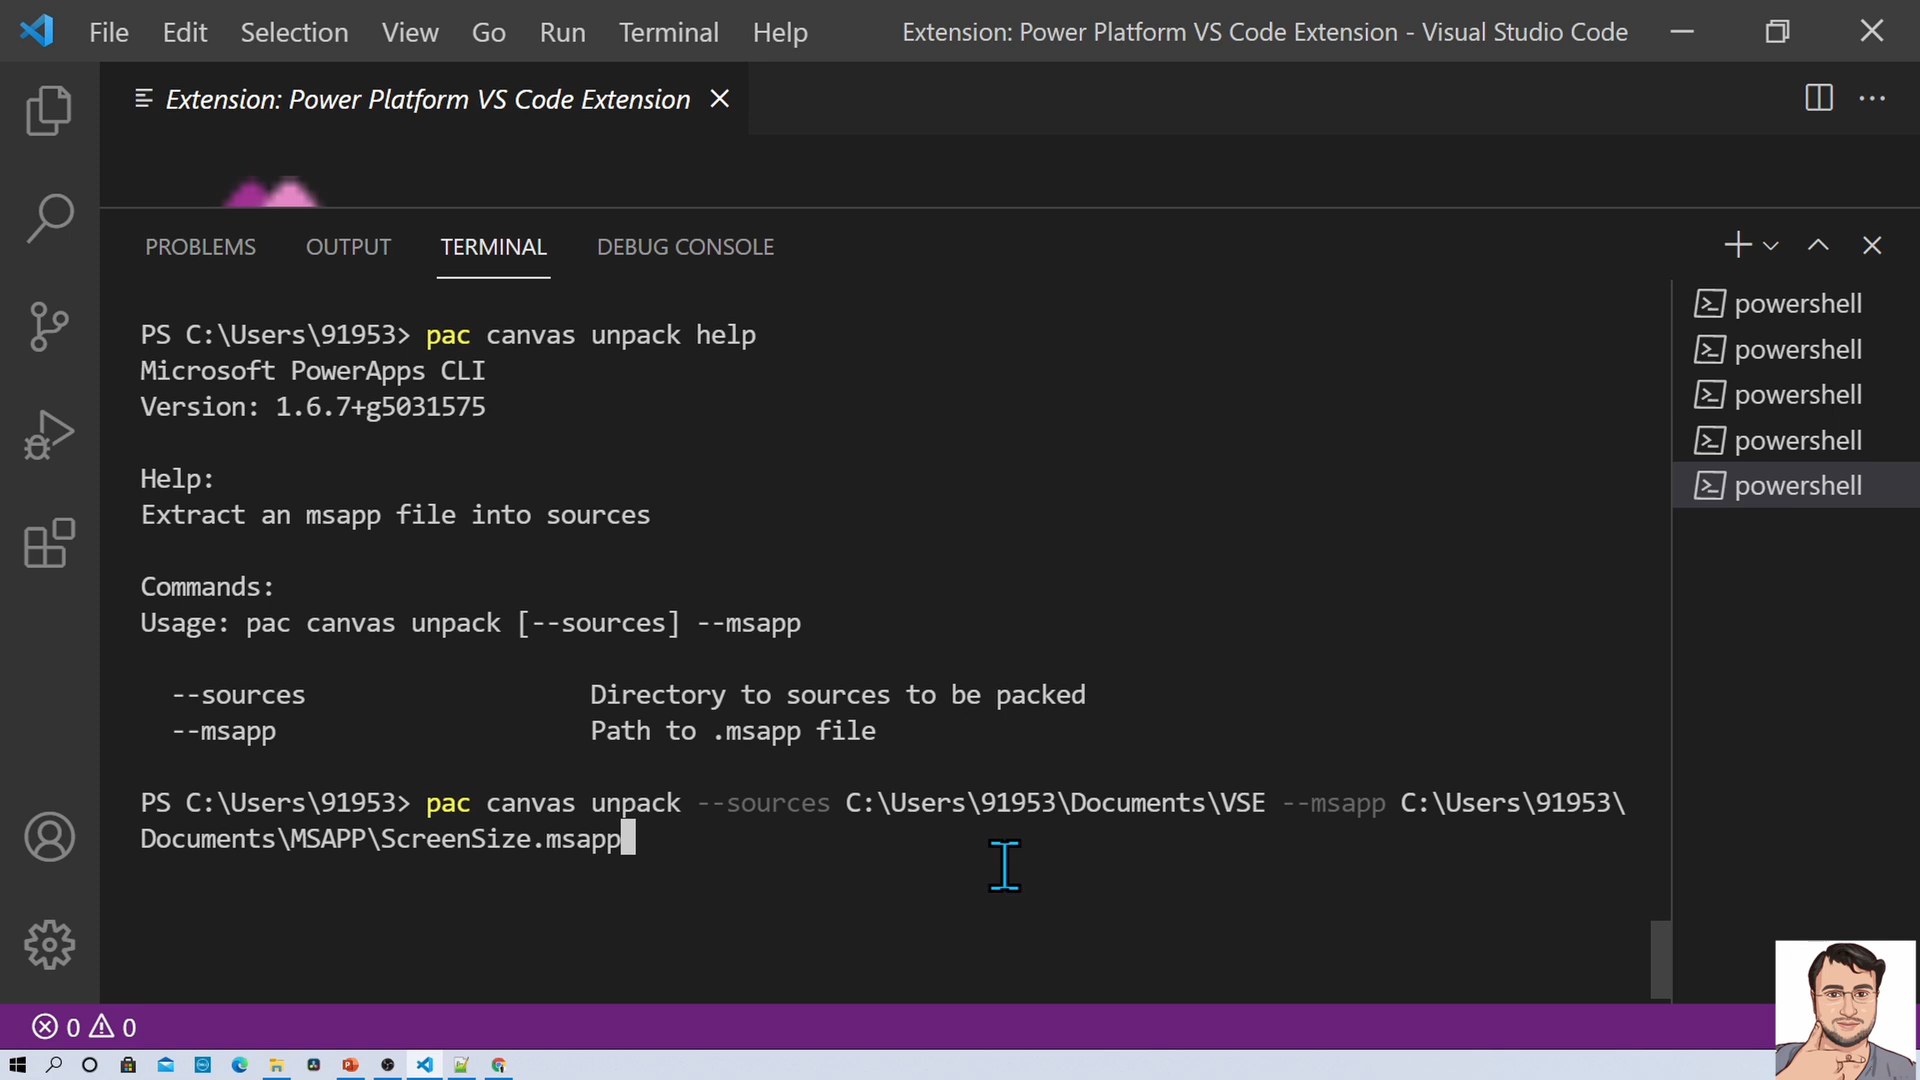 File Edit Selection View Go Run Terminal Help Extension: Power Platform VS Code Extension - Visual Studio Code
Extension: Power Platform VS Code Extension
PROBLEMS OUTPUT TERMINAL DEBUG CONSOLE
PS C:\Users\91953> pac canvas unpack help
Microsoft PowerApps CLI
Version: 1.6.7+g5031575
Help:
Extract an msapp file into sources
Commands:
Usage: pac canvas unpack [--sources] --msapp
--sources Directory to sources to be packed
--msapp Path to .msapp file
PS C:\Users\91953> pac canvas unpack --sources C:\Users\91953\Documents\VSE --msapp C:\Users\91953\
Documents\MSAPP\ScreenSize.msapp
powershell
powershell
powershell
powershell
powershell
0 0